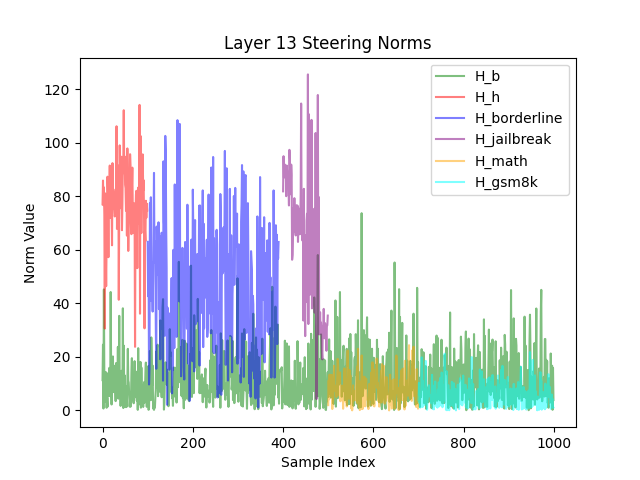 Layer 13 Steering Norms
Norm Value
120
100
80
60
40
20
0
H_b
H_h
H_borderline
H_jailbreak
H_math
H_gsm8k
0 200 400 600 800 1000
Sample Index